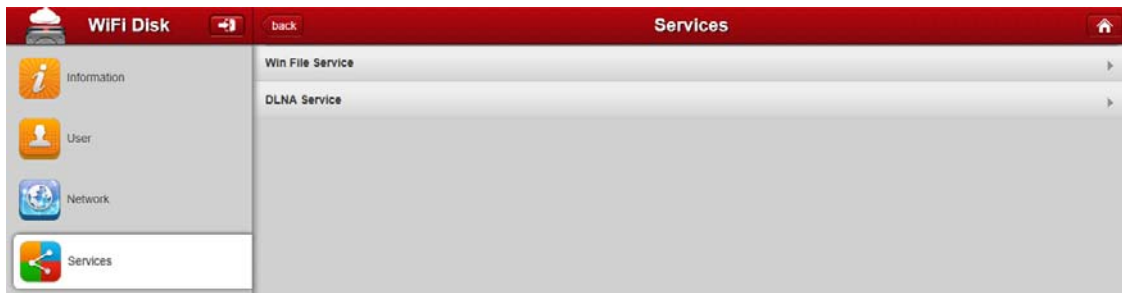 WiFi Disk
back
Services
Information
User
Network
Services
Win File Service
DLNA Service